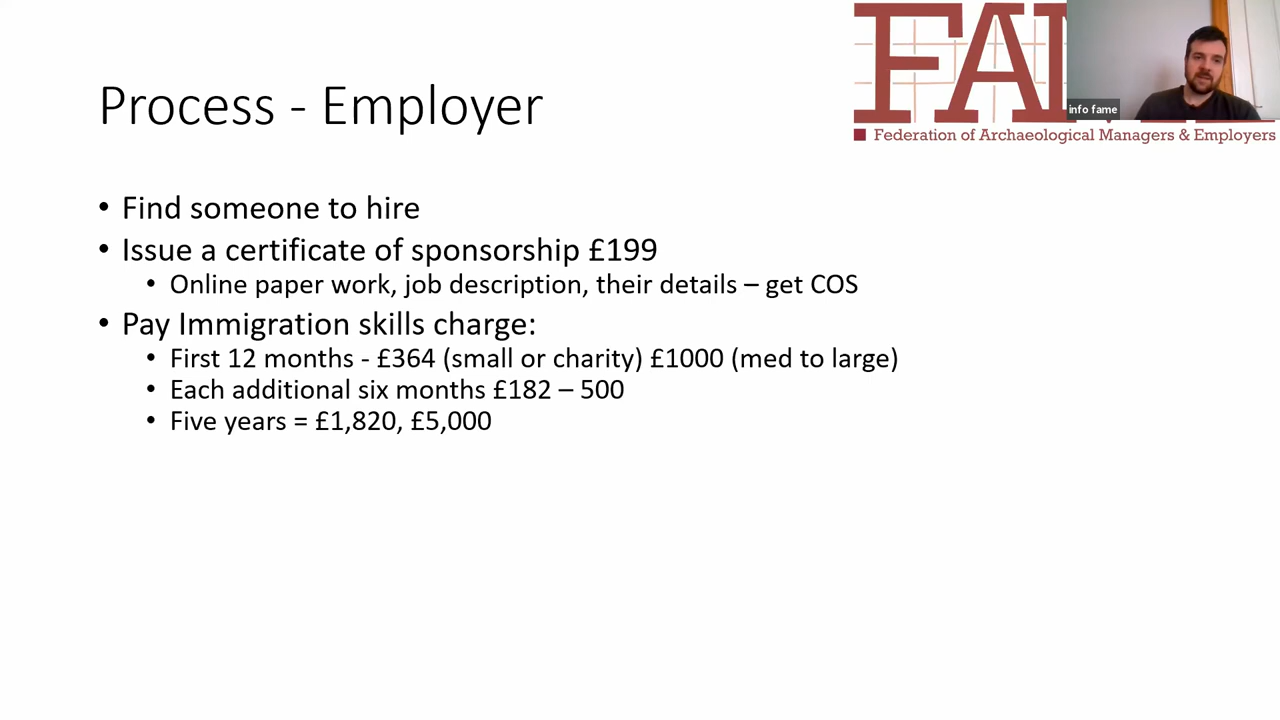 FAM
info fame
Federation of Archaeological Managers & Employers
Process - Employer
• Find someone to hire
• Issue a certificate of sponsorship £199
• Online paper work, job description, their details – get COS
• Pay Immigration skills charge:
• First 12 months - £364 (small or charity) £1000 (med to large)
• Each additional six months £182 – 500
• Five years = £1,820, £5,000